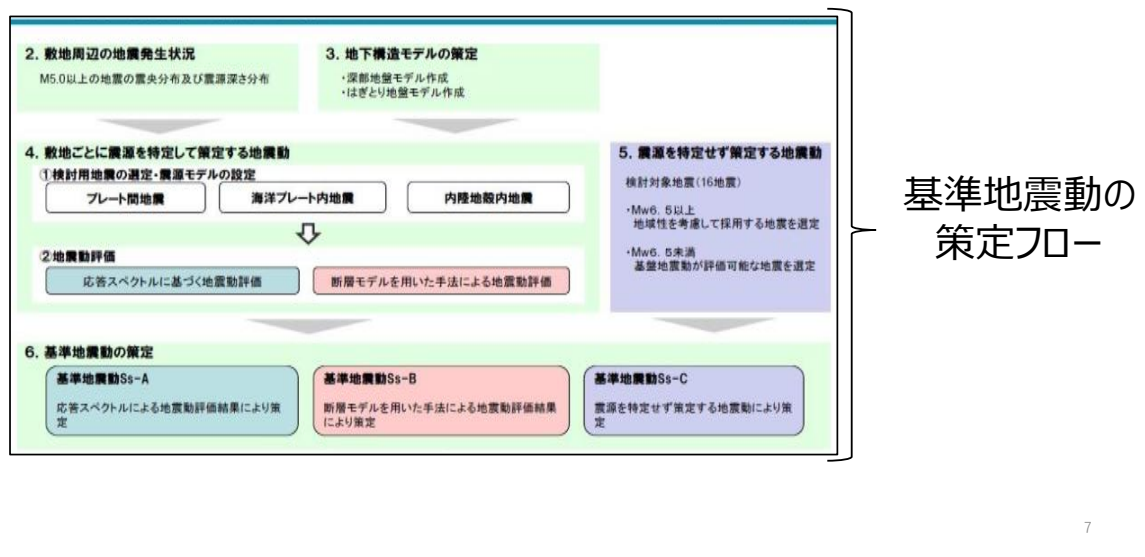 2. 敷地周辺の地震発生状況
M5.0以上の地震の震央分布及び震源深さ分布
3. 地下構造モデルの策定
・深部地盤モデル作成
・はぎとり地盤モデル作成
4. 敷地ごとに震源を特定して策定する地震動
①検討用地震の選定・震源モデルの設定
プレート間地震
海洋プレート内地震
内陸地殻内地震
②地震動評価
応答スペクトルに基づく地震動評価
断層モデルを用いた手法による地震動評価
5. 震源を特定せず策定する地震動
検討対象地震(16地震)
・Mw6. 5以上
地域性を考慮して採用する地震を選定
・Mw6. 5未満
基盤地震動が評価可能な地震を選定
6. 基準地震動の策定
基準地震動Ss-A
応答スペクトルによる地震動評価結果により策
定
基準地震動Ss-B
断層モデルを用いた手法による地震動評価結果
により策定
基準地震動Ss-C
震源を特定せず策定する地震動により策
定
基準地震動の
策定フロー
7